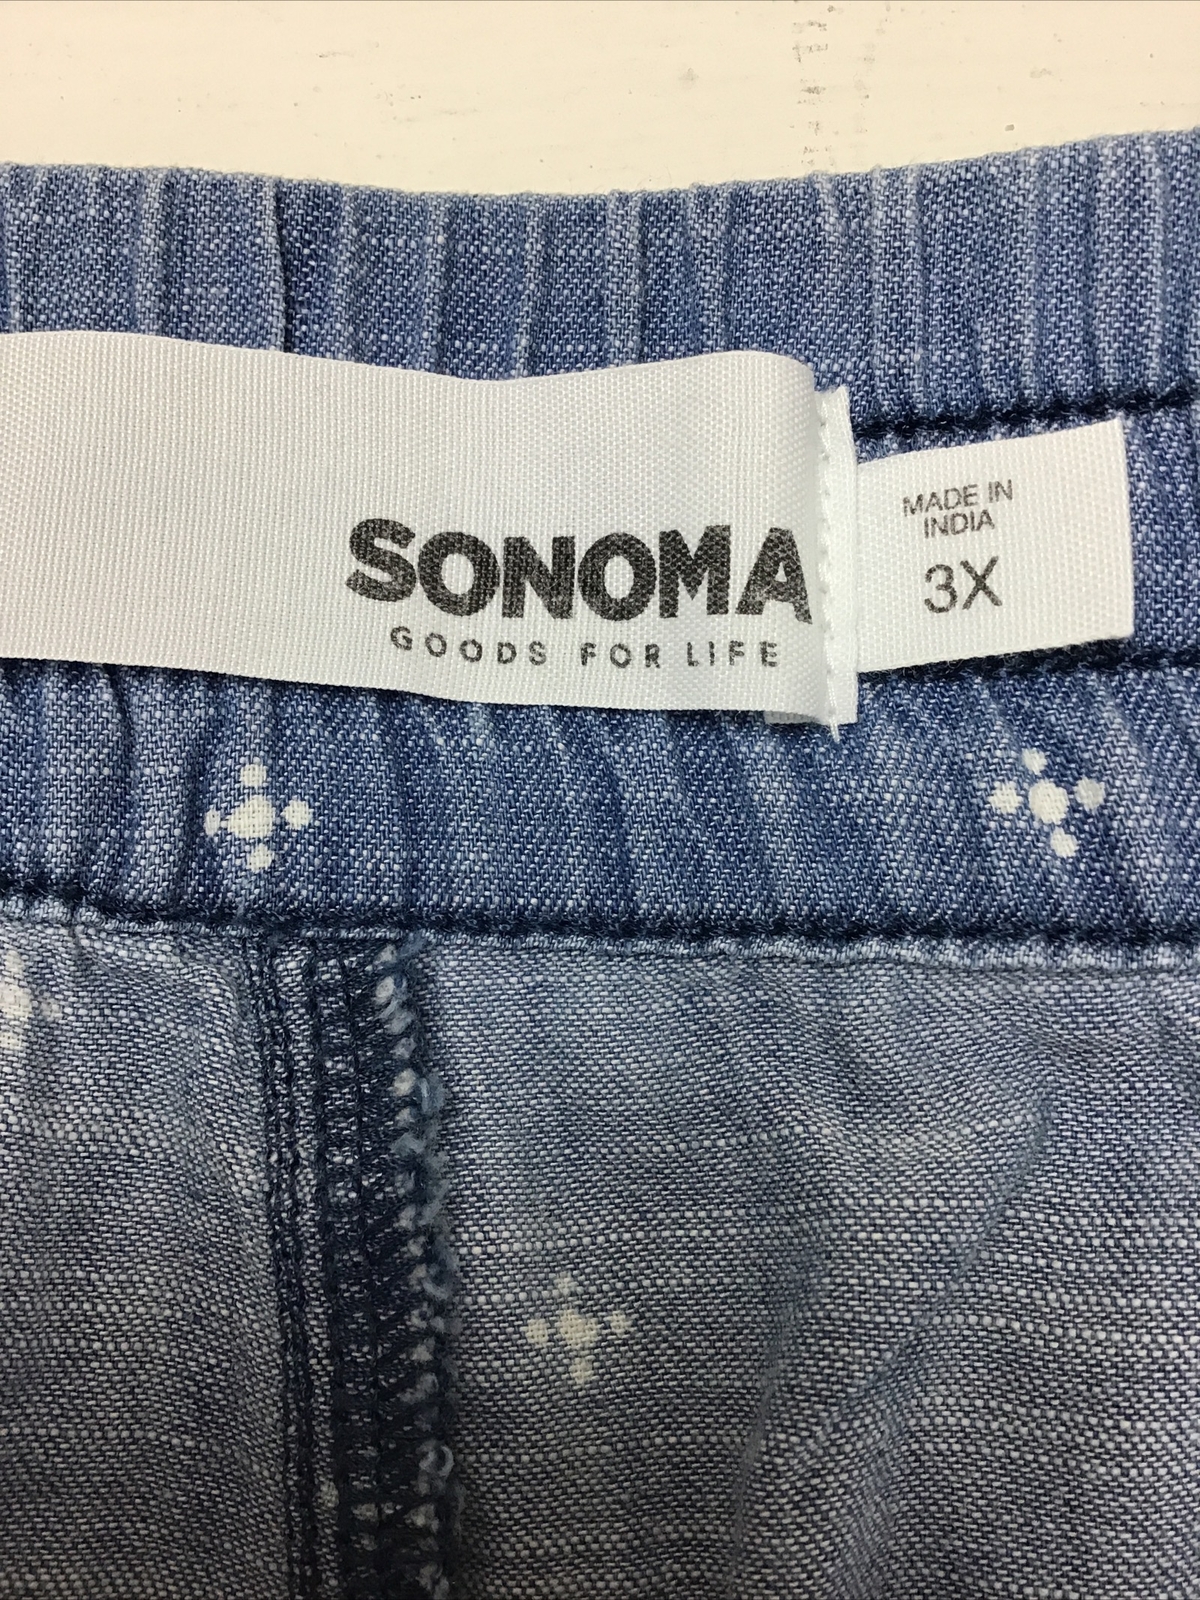 SONOMA
GOODS FOR LIFE
MADE IN
INDIA
3X